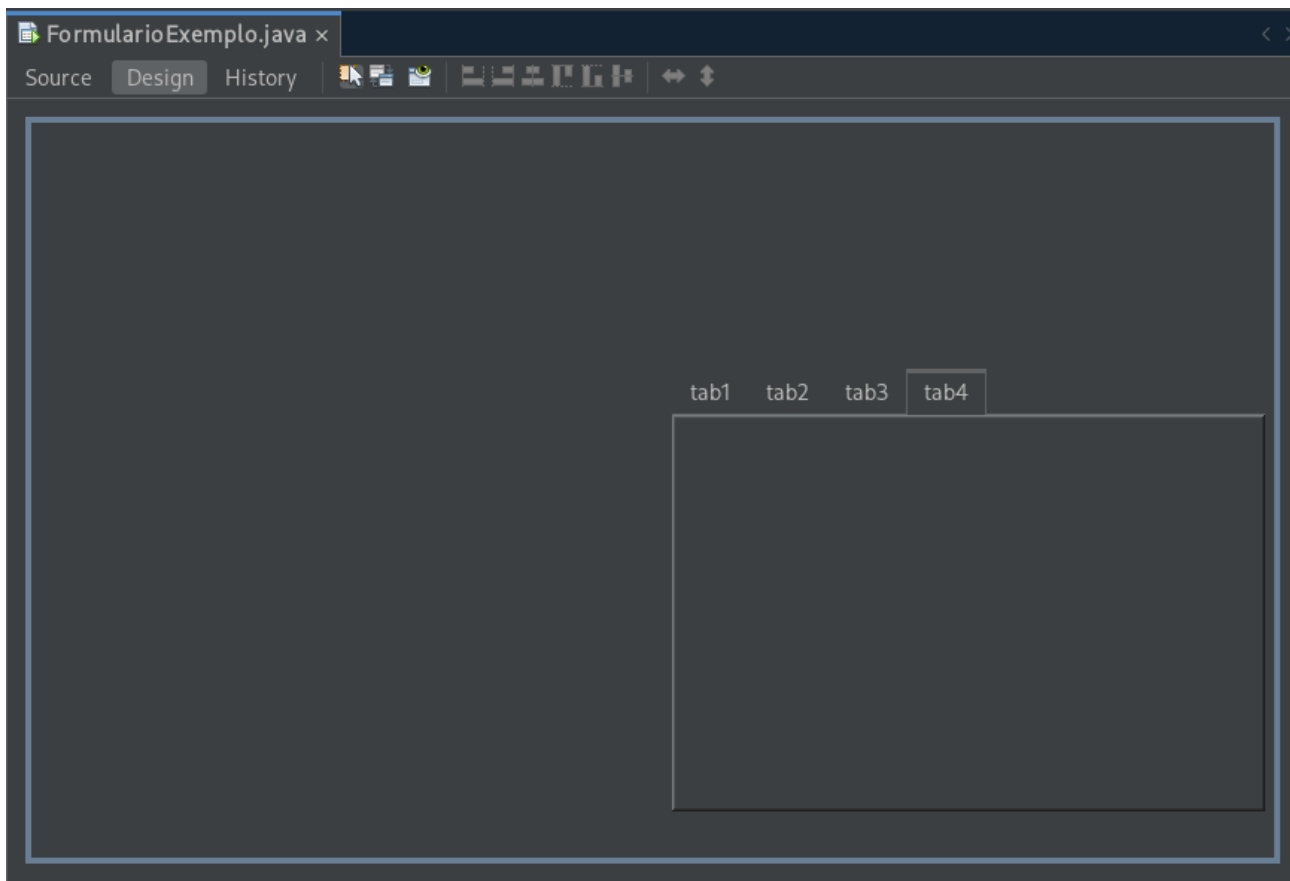 FormularioExemplo.java ×
Source Design History
tab1 tab2 tab3 tab4